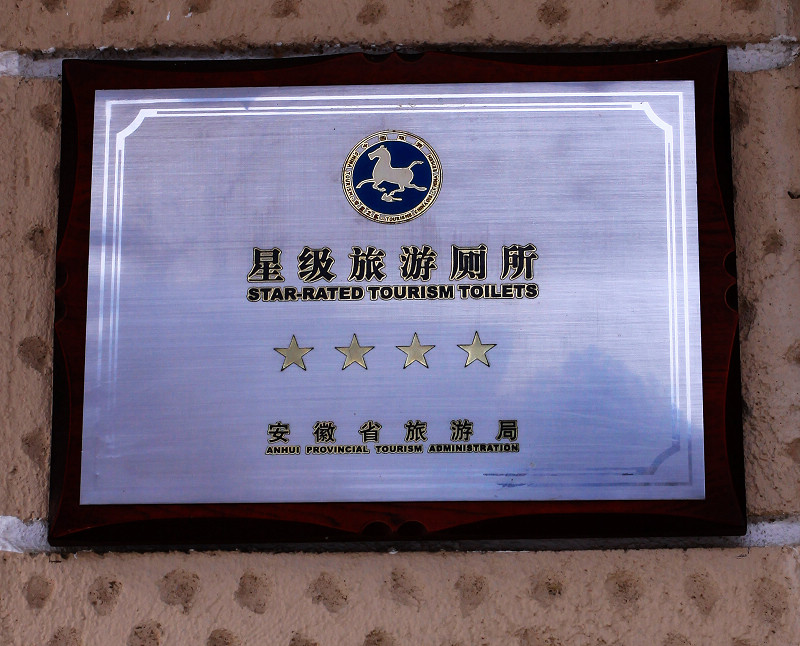 星级旅游厕所
STAR-RATED TOURISM TOILETS
安徽省旅游局
ANHUI PROVINCIAL TOURISM ADMINISTRATION